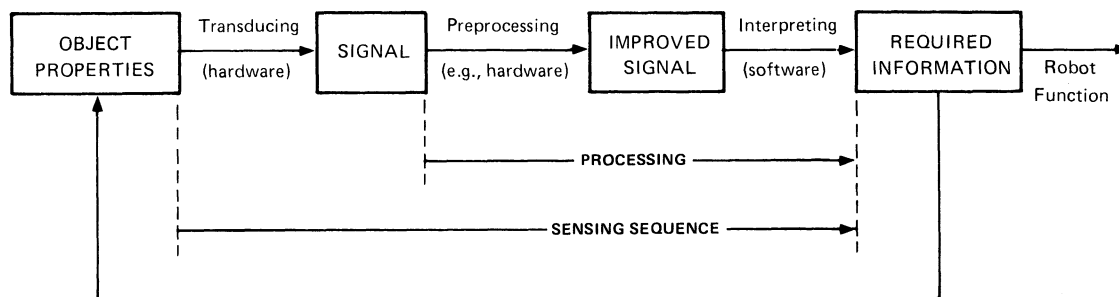 OBJECT
PROPERTIES
Transducing
(hardware)
SIGNAL
Preprocessing
(e.g., hardware)
IMPROVED
SIGNAL
Interpreting
(software)
REQUIRED
INFORMATION
Robot
Function
PROCESSING
SENSING SEQUENCE